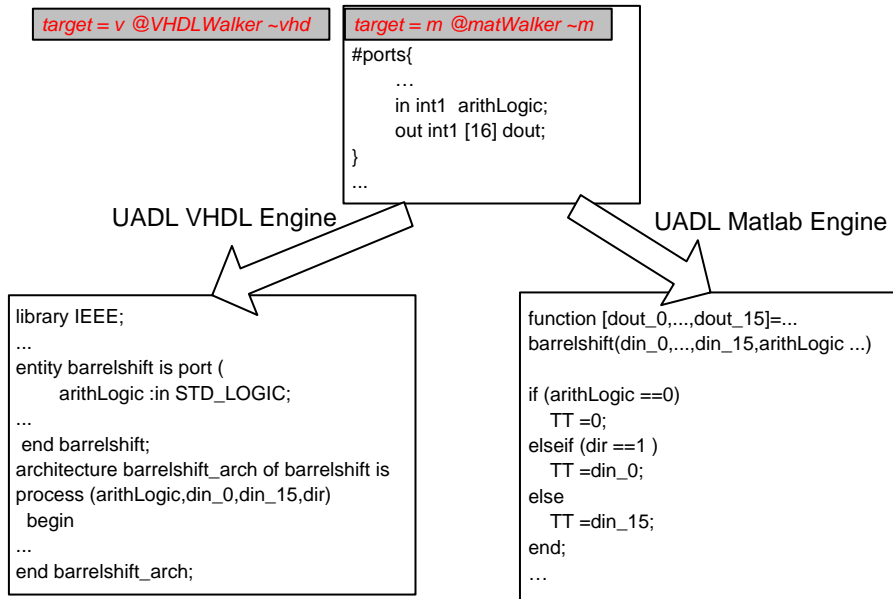 target = v @VHDLWalker ~vhd
target = m @matWalker ~m
#ports{
…
in int1 arithLogic;
out int1 [16] dout;
}
...
UADL VHDL Engine
UADL Matlab Engine
library IEEE;
...
entity barrelshift is port (
arithLogic :in STD_LOGIC;
...
end barrelshift;
architecture barrelshift_arch of barrelshift is
process (arithLogic,din_0,din_15,dir)
begin
...
end barrelshift_arch;
function [dout_0,...,dout_15]=...
barrelshift(din_0,...,din_15,arithLogic ...)
if (arithLogic ==0)
TT =0;
elseif (dir ==1 )
TT =din_0;
else
TT =din_15;
end;
…